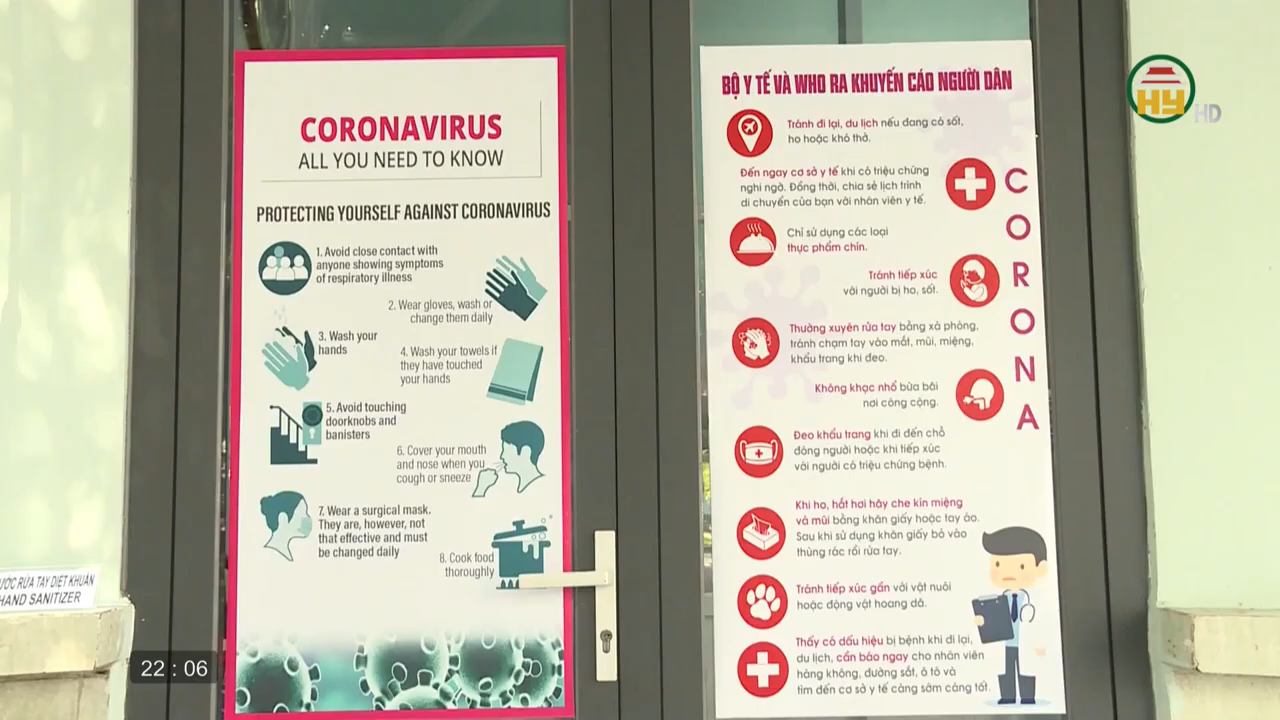 CORONAVIRUS
ALL YOU NEED TO KNOW
PROTECTING YOURSELF AGAINST CORONAVIRUS
1. Avoid close contact with
anyone showing symptoms
of respiratory illness
2. Wear gloves, wash or
change them daily
3. Wash your
hands
4. Wash your towels if
they have touched
your hands
5. Avoid touching
doorknobs and
banisters
6. Cover your mouth
and nose when you
cough or sneeze
7. Wear a surgical mask.
They are, however, not
that effective and must
be changed daily
8. Cook food
thoroughly
BỘ Y TẾ VÀ WHO RA KHUYẾN CÁO NGƯỜI DÂN
Tránh đi lại, du lịch nếu đang có sốt,
ho hoặc khó thở.
Đến ngay cơ sở y tế khi có triệu chứng
nghi ngờ. Đồng thời, chia sẻ lịch trình
di chuyển của bạn với nhân viên y tế.
Chỉ sử dụng các loại
thực phẩm chín.
Tránh tiếp xúc
với người bị ho, sốt.
Thường xuyên rửa tay bằng xà phòng,
tránh chạm tay vào mắt, mũi, miệng,
khẩu trang khi đeo.
Không khạc nhổ bừa bãi
nơi công cộng.
Đeo khẩu trang khi đi đến chỗ
đông người hoặc khi tiếp xúc
với người có triệu chứng bệnh.
Khi ho, hắt hơi hãy che kín miệng
và mũi bằng khăn giấy hoặc tay áo.
Sau khi sử dụng khăn giấy bỏ vào
thùng rác rồi rửa tay.
Tránh tiếp xúc gần với vật nuôi
hoặc động vật hoang dã.
Thấy có dấu hiệu bị bệnh khi đi lại,
du lịch, cần báo ngay cho nhân viên
hàng không, đường sắt, ô tô và
tìm đến cơ sở y tế càng sớm càng tốt.
CORONA
HY HD
ƯỚC RỬA TAY DIỆT KHUẨN
HAND SANITIZER
22 : 06